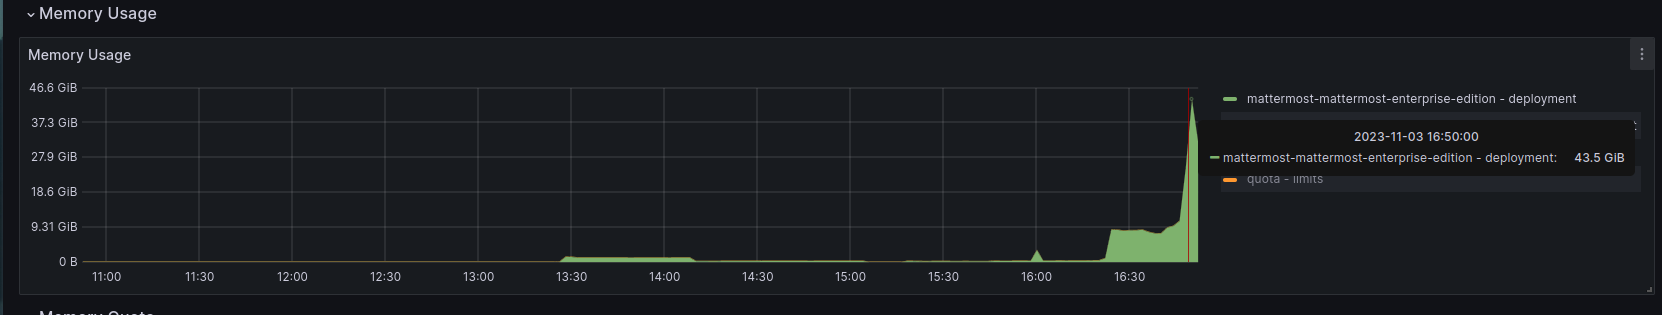 Memory Usage
Memory Usage
46.6 GiB
37.3 GiB
27.9 GiB
18.6 GiB
9.31 GiB
0 B
11:00 11:30 12:00 12:30 13:00 13:30 14:00 14:30 15:00 15:30 16:00 16:30
mattermost-mattermost-enterprise-edition - deployment
2023-11-03 16:50:00
mattermost-mattermost-enterprise-edition - deployment: 43.5 GiB
quota - limits
Memory Quota